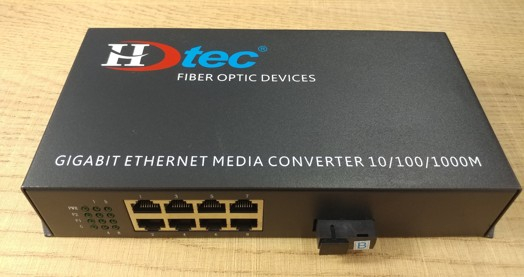 HDtec®
FIBER OPTIC DEVICES
GIGABIT ETHERNET MEDIA CONVERTER 10/100/1000M
B